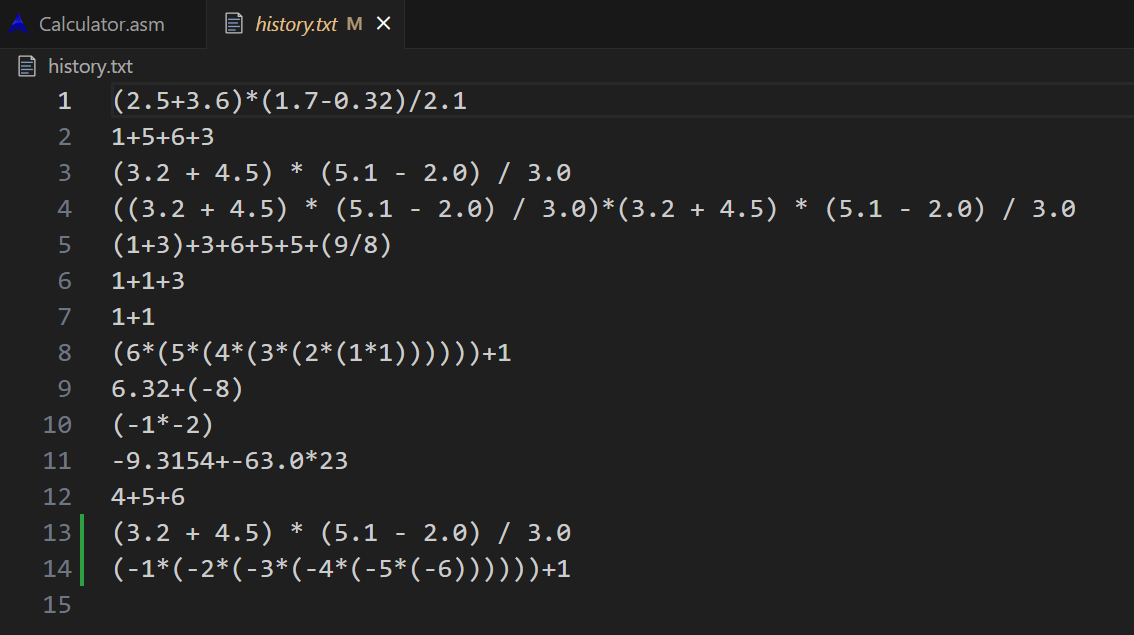 Calculator.asm history.txt M
history.txt
1 (2.5+3.6)*(1.7-0.32)/2.1
2 1+5+6+3
3 (3.2 + 4.5) * (5.1 - 2.0) / 3.0
4 ((3.2 + 4.5) * (5.1 - 2.0) / 3.0)*(3.2 + 4.5) * (5.1 - 2.0) / 3.0
5 (1+3)+3+6+5+5+(9/8)
6 1+1+3
7 1+1
8 (6*(5*(4*(3*(2*(1*1))))))+1
9 6.32+(-8)
10 (-1*-2)
11 -9.3154+-63.0*23
12 4+5+6
13 (3.2 + 4.5) * (5.1 - 2.0) / 3.0
14 (-1*(-2*(-3*(-4*(-5*(-6))))))+1
15